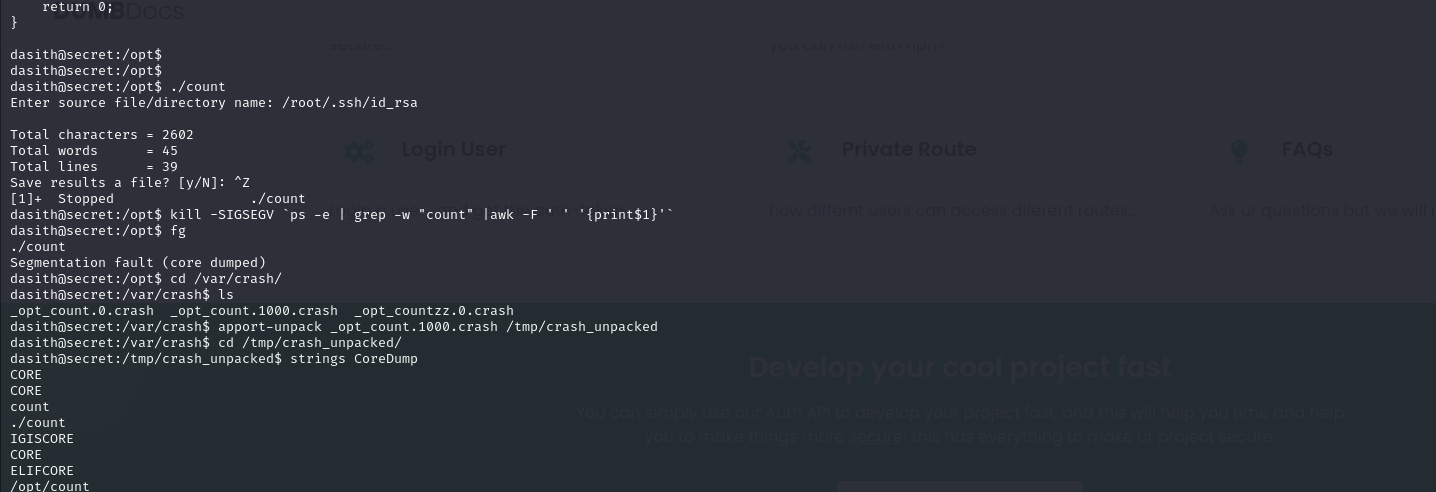 return 0;
DUMBDocs
}
secure...
you can run with npm
dasith@secret:/opt$
dasith@secret:/opt$
dasith@secret:/opt$ ./count
Enter source file/directory name: /root/.ssh/id_rsa
Total characters = 2602
Total words      = 45
Total lines      = 39
Login User
Private Route
FAQs
Save results a file? [y/N]: ^Z
[1]+  Stopped                 ./count
dasith@secret:/opt$ kill -SIGSEGV `ps -e | grep -w "count" |awk -F ' ' '{print$1}'`
how differnt users can access diferent routes...
Ask ur questions but we will
dasith@secret:/opt$ fg
./count
Segmentation fault (core dumped)
dasith@secret:/opt$ cd /var/crash/
dasith@secret:/var/crash$ ls
_opt_count.0.crash  _opt_count.1000.crash  _opt_countzz.0.crash
dasith@secret:/var/crash$ apport-unpack _opt_count.1000.crash /tmp/crash_unpacked
dasith@secret:/var/crash$ cd /tmp/crash_unpacked/
dasith@secret:/tmp/crash_unpacked$ strings CoreDump
CORE
CORE
count
./count
IGISCORE
CORE
ELIFCORE
/opt/count
Develop your cool project fast
You can simply use our Auth API to develop your project fast, and this will help you time and help
you to make things more secure! this has everything to make ur project secure